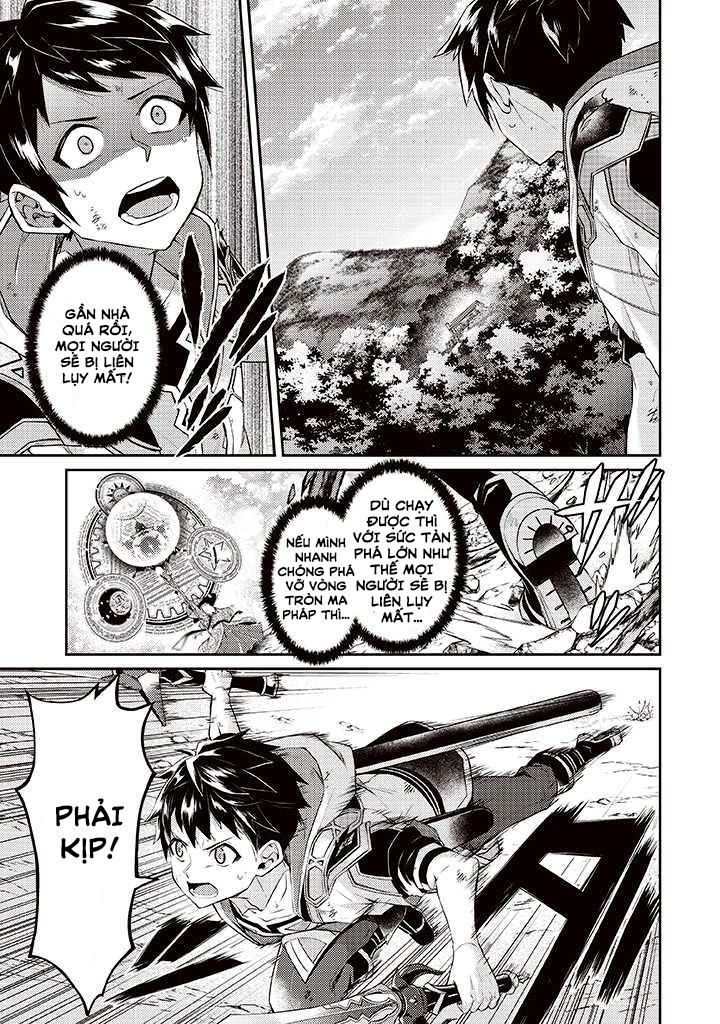 GẦN NHÀ
QUÁ RỒI,
MỌI NGƯỜI
SẼ BỊ LIÊN
LỤY MẤT!
DÙ CHẠY
ĐƯỢC THÌ
VỚI SỨC TÀN
PHÁ LỚN NHƯ
THẾ MỌI
NGƯỜI SẼ BỊ
LIÊN LỤY
MẤT...
NẾU MÌNH
NHANH
CHÓNG PHÁ
VỠ VÒNG
TRÒN MA
PHÁP THÌ...
PHẢI
KỊP!